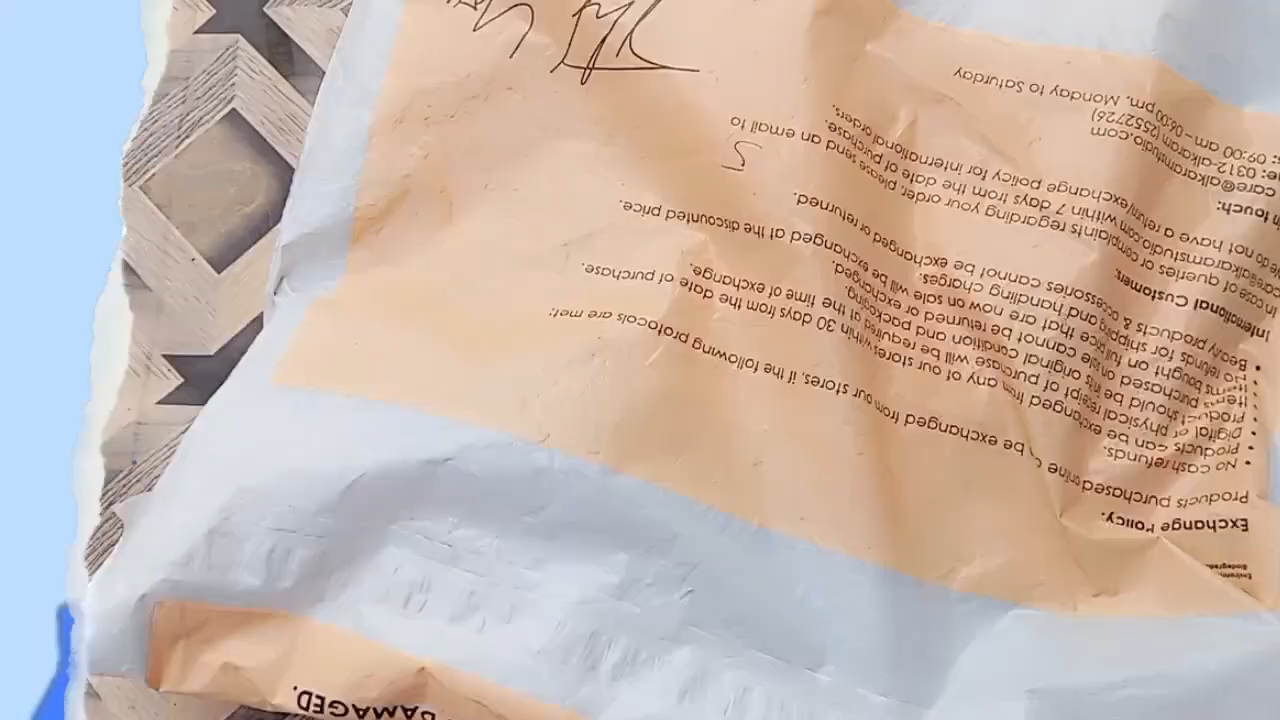 DAMAGED.
Exchange Policy:
Products purchased be exchanged from our stores, if the following protocols are met:
• No cash refunds.
• Products can be exchanged from any of our stores within 30 days from the date of purchase.
• Digital or physical receipt of purchase will be required at the time of exchange.
• Product should be in its original condition and packaging.
• Items purchased on sale cannot be returned or exchanged.
• Items bought on full price that are now on sale will be exchanged at the discounted price.
• No refunds for shipping and handling charges.
• Beauty products & accessories cannot be exchanged or returned.
International Customers:
In case of queries or complaints regarding your order, please send an email to
care@alkaramstudio.com within 7 days from the date of purchase.
do not have a return/exchange policy for international orders.
in touch:
care@alkaramstudio.com
0312-alkaram (2552726)
09:00 am – 06:00 pm, Monday to Saturday